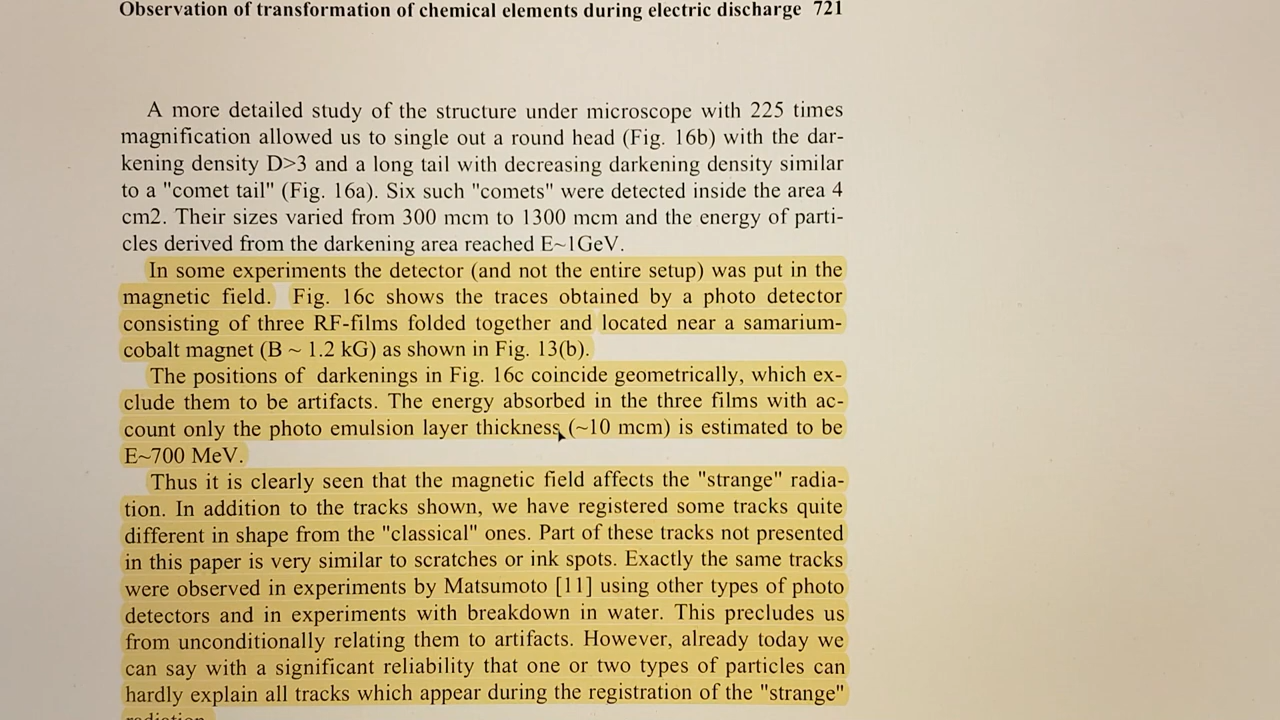 Observation of transformation of chemical elements during electric discharge 721
A more detailed study of the structure under microscope with 225 times
magnification allowed us to single out a round head (Fig. 16b) with the dar-
kening density D>3 and a long tail with decreasing darkening density similar
to a "comet tail" (Fig. 16a). Six such "comets" were detected inside the area 4
cm2. Their sizes varied from 300 mcm to 1300 mcm and the energy of parti-
cles derived from the darkening area reached E~1GeV.
In some experiments the detector (and not the entire setup) was put in the
magnetic field. Fig. 16c shows the traces obtained by a photo detector
consisting of three RF-films folded together and located near a samarium-
cobalt magnet (B ~ 1.2 kG) as shown in Fig. 13(b).
The positions of darkenings in Fig. 16c coincide geometrically, which ex-
clude them to be artifacts. The energy absorbed in the three films with ac-
count only the photo emulsion layer thickness (~10 mcm) is estimated to be
E~700 MeV.
Thus it is clearly seen that the magnetic field affects the "strange" radia-
tion. In addition to the tracks shown, we have registered some tracks quite
different in shape from the "classical" ones. Part of these tracks not presented
in this paper is very similar to scratches or ink spots. Exactly the same tracks
were observed in experiments by Matsumoto [11] using other types of photo
detectors and in experiments with breakdown in water. This precludes us
from unconditionally relating them to artifacts. However, already today we
can say with a significant reliability that one or two types of particles can
hardly explain all tracks which appear during the registration of the "strange"
radiation.